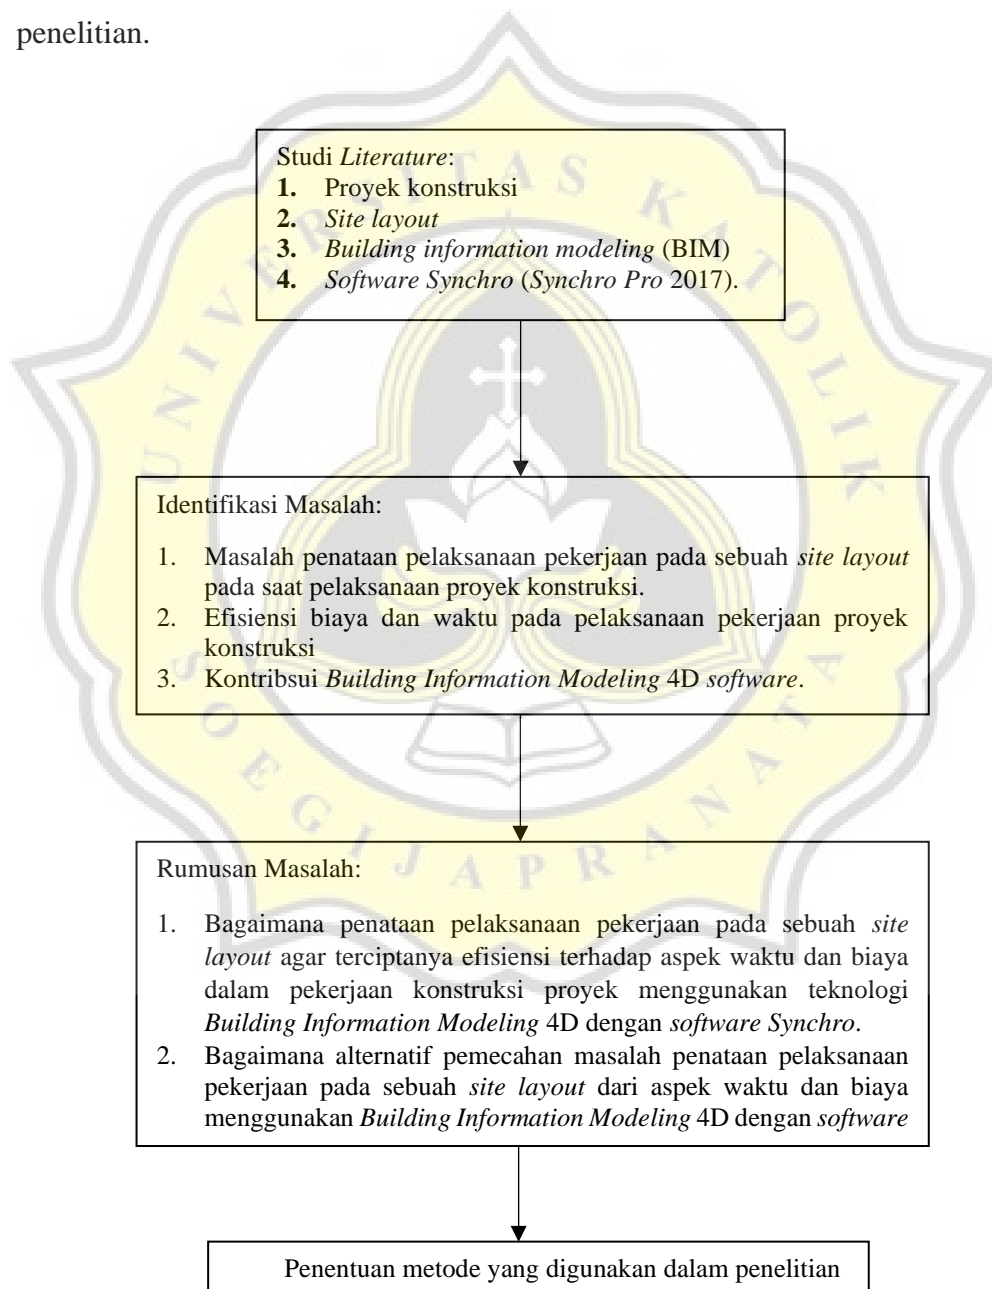 penelitian.
Studi Literature:
1. Proyek konstruksi
2. Site layout
3. Building information modeling (BIM)
4. Software Synchro (Synchro Pro 2017).
Identifikasi Masalah:
1. Masalah penataan pelaksanaan pekerjaan pada sebuah site layout
pada saat pelaksanaan proyek konstruksi.
2. Efisiensi biaya dan waktu pada pelaksanaan pekerjaan proyek
konstruksi
3. Kontribsui Building Information Modeling 4D software.
Rumusan Masalah:
1. Bagaimana penataan pelaksanaan pekerjaan pada sebuah site
layout agar terciptanya efisiensi terhadap aspek waktu dan biaya
dalam pekerjaan konstruksi proyek menggunakan teknologi
Building Information Modeling 4D dengan software Synchro.
2. Bagaimana alternatif pemecahan masalah penataan pelaksanaan
pekerjaan pada sebuah site layout dari aspek waktu dan biaya
menggunakan Building Information Modeling 4D dengan software
Penentuan metode yang digunakan dalam penelitian
UNIVERSITAS KATOLIK
SOEGIJAPRANATA